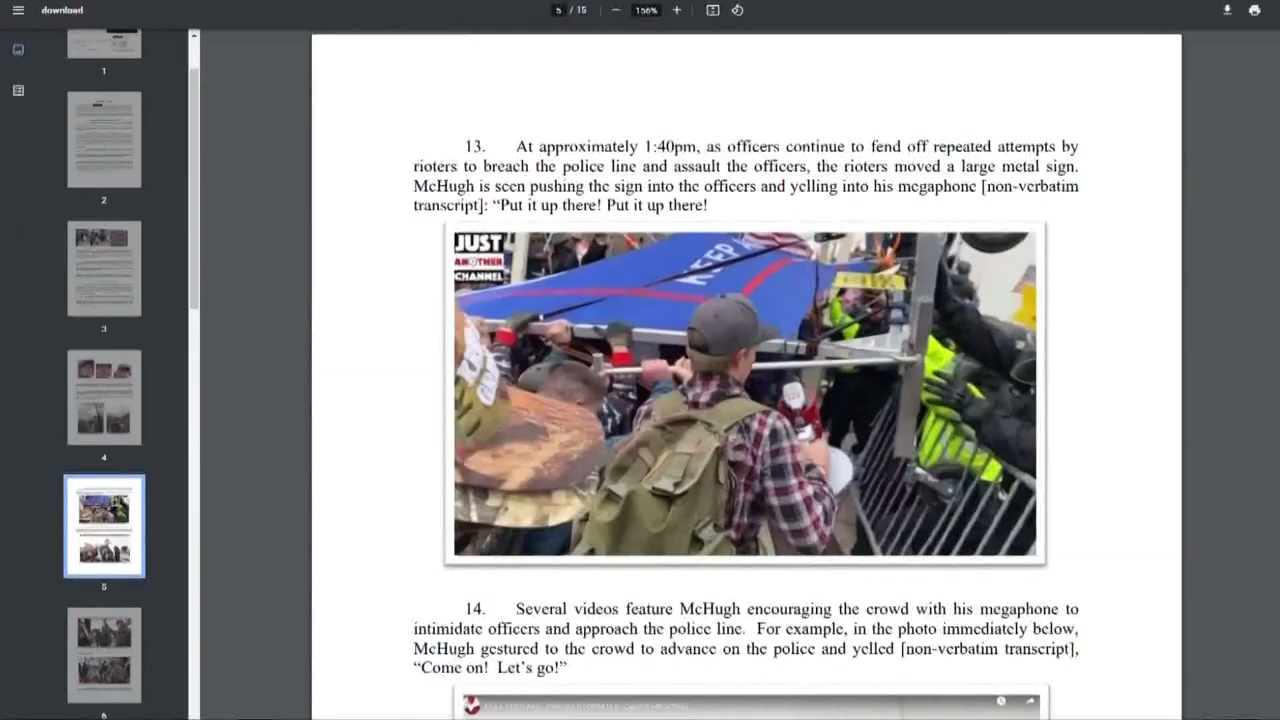 download
5 / 15
156%
1
13. At approximately 1:40pm, as officers continue to fend off repeated attempts by
rioters to breach the police line and assault the officers, the rioters moved a large metal sign.
McHugh is seen pushing the sign into the officers and yelling into his megaphone [non-verbatim
transcript]: “Put it up there! Put it up there!
2
JUST
ANOTHER
CHANNEL
KEEP
3
4
5
14. Several videos feature McHugh encouraging the crowd with his megaphone to
intimidate officers and approach the police line. For example, in the photo immediately below,
McHugh gestured to the crowd to advance on the police and yelled [non-verbatim transcript],
“Come on! Let’s go!”
6